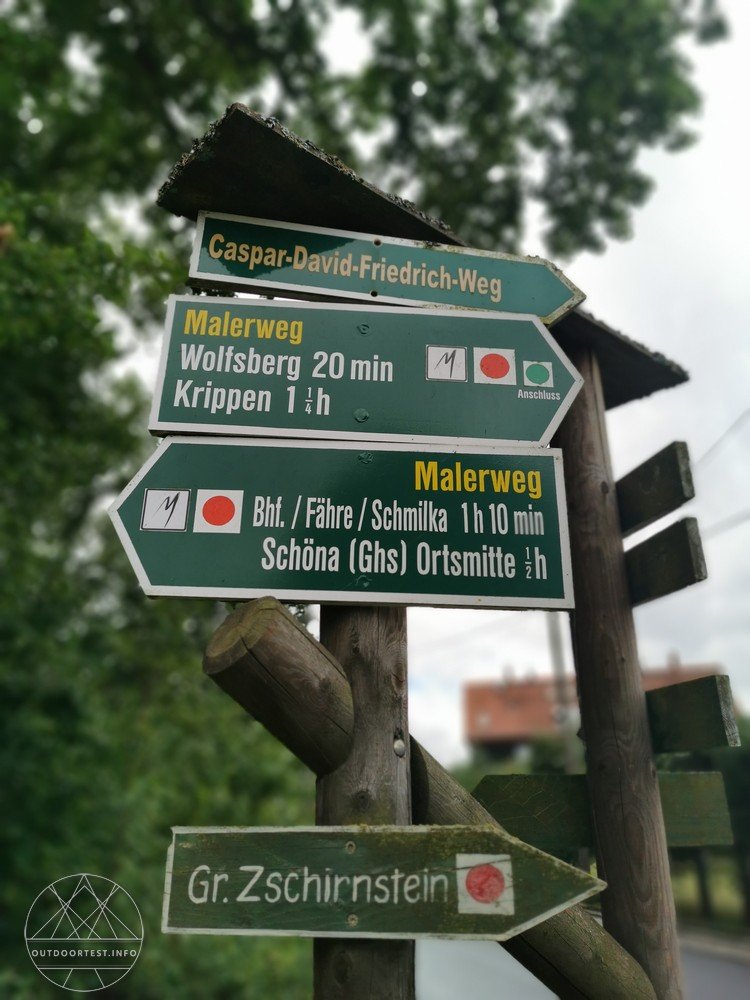 Caspar-David-Friedrich-Weg
Malerweg
Wolfsberg 20 min
Krippen 1 1/4 h
M
Anschluss
Malerweg
M
Bhf. / Fähre / Schmilka 1 h 10 min
Schöna (Ghs) Ortsmitte 1/2 h
Gr. Zschirnstein
OUTDOORTEST.INFO